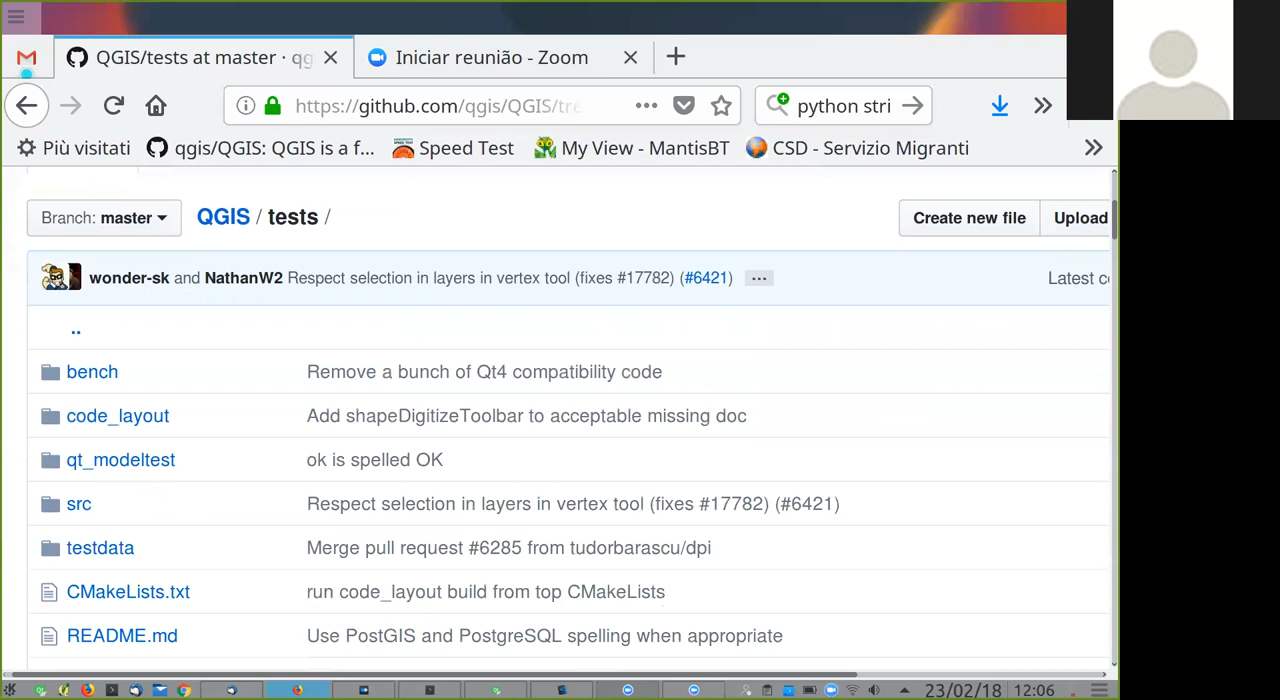 QGIS/tests at master · qg
Iniciar reunião - Zoom
https://github.com/qgis/QGIS/tre
python stri
Più visitati
qgis/QGIS: QGIS is a f...
Speed Test
My View - MantisBT
CSD - Servizio Migranti
Branch: master
QGIS / tests /
Create new file
Upload
wonder-sk and NathanW2 Respect selection in layers in vertex tool (fixes #17782) (#6421) ...
Latest c
..
bench Remove a bunch of Qt4 compatibility code
code_layout Add shapeDigitizeToolbar to acceptable missing doc
qt_modeltest ok is spelled OK
src Respect selection in layers in vertex tool (fixes #17782) (#6421)
testdata Merge pull request #6285 from tudorbarascu/dpi
CMakeLists.txt run code_layout build from top CMakeLists
README.md Use PostGIS and PostgreSQL spelling when appropriate
23/02/18 12:06